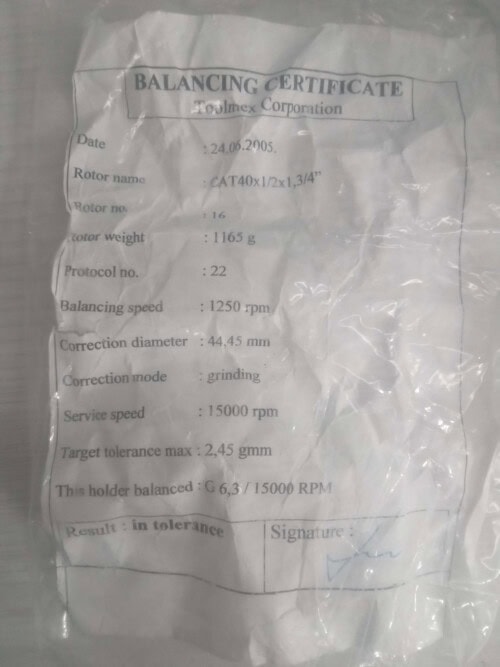 BALANCING CERTIFICATE
Toolmex Corporation
Date : 24.06.2005.
Rotor name : CAT40x1/2x1,3/4"
Rotor no. : 16
rotor weight : 1165 g
Protocol no. : 22
Balancing speed : 1250 rpm
Correction diameter : 44,45 mm
Correction mode : grinding
Service speed : 15000 rpm
Target tolerance max : 2,45 gmm
This holder balanced : G 6,3 / 15000 RPM
Result : in tolerance
Signature :